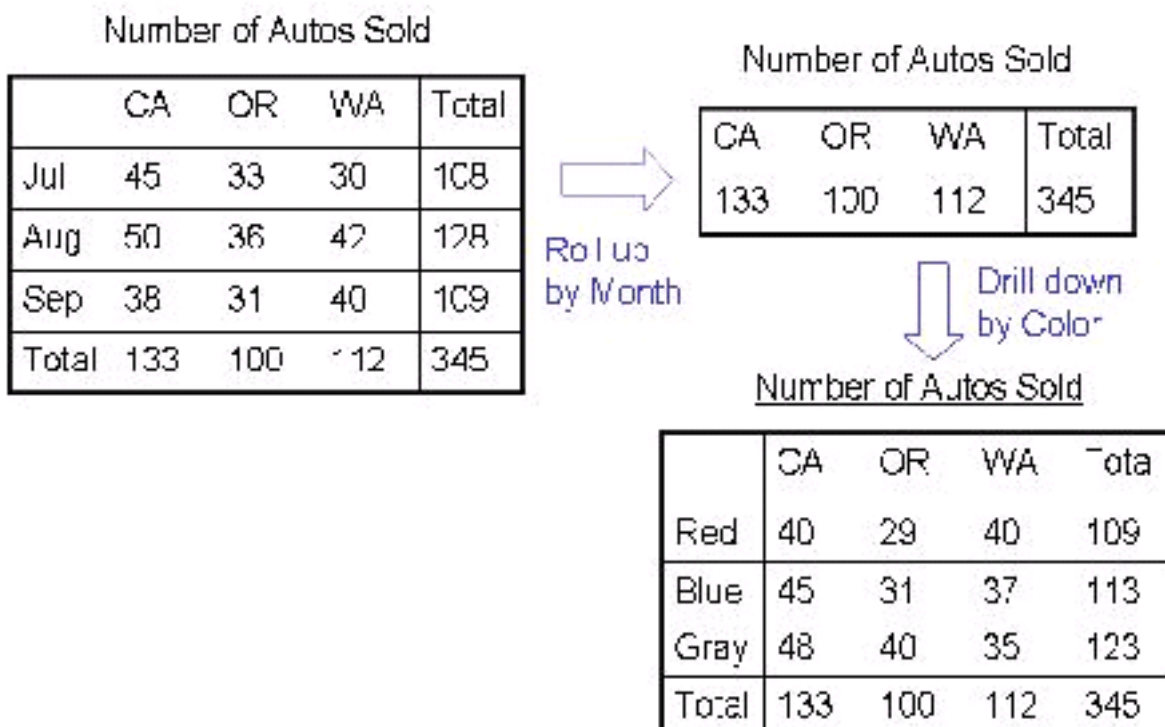 Number of Autos Sold
CA OR WA Total
Jul 45 33 30 108
Aug 50 36 42 128
Sep 38 31 40 109
Total 133 100 112 345
Roll up
by Month
Number of Autos Sold
CA OR WA Total
133 100 112 345
Drill down
by Color
Number of Autos Sold
CA OR WA Total
Red 40 29 40 109
Blue 45 31 37 113
Gray 48 40 35 123
Total 133 100 112 345